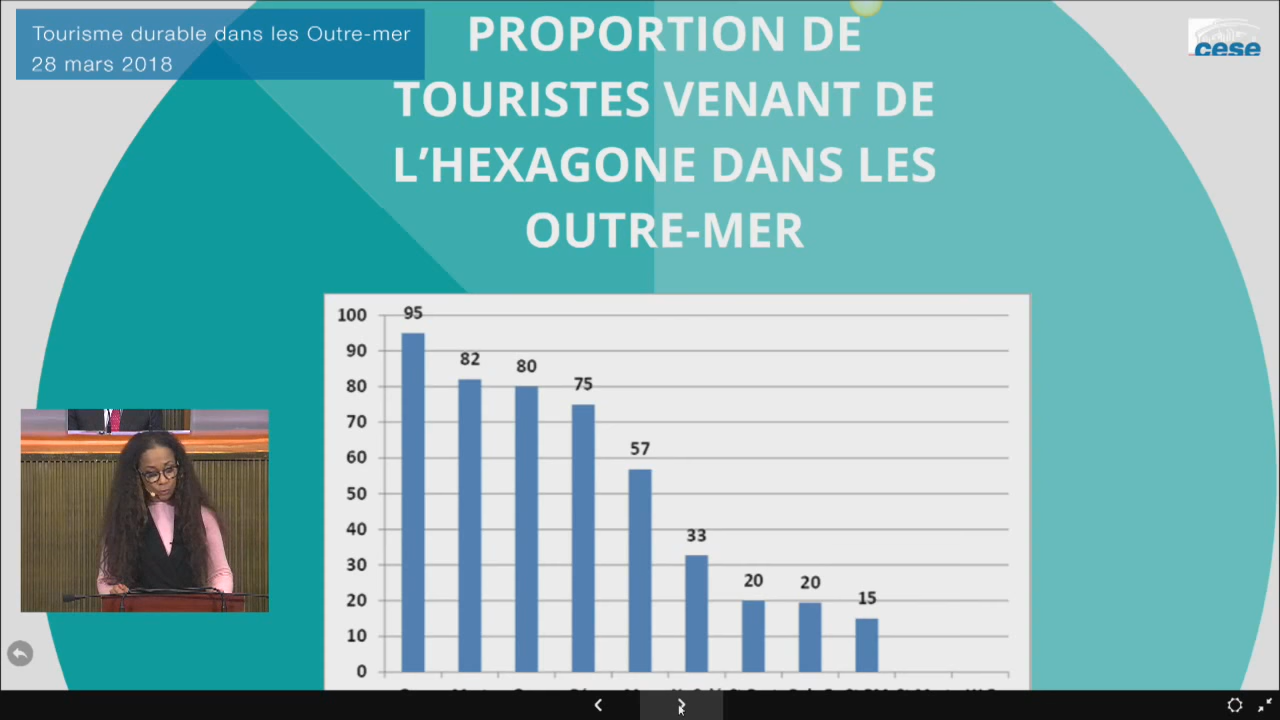 Tourisme durable dans les Outre-mer
28 mars 2018
cese
PROPORTION DE
TOURISTES VENANT DE
L'HEXAGONE DANS LES
OUTRE-MER
100
90
80
70
60
50
40
30
20
10
0
95
82
80
75
57
33
20
20
15